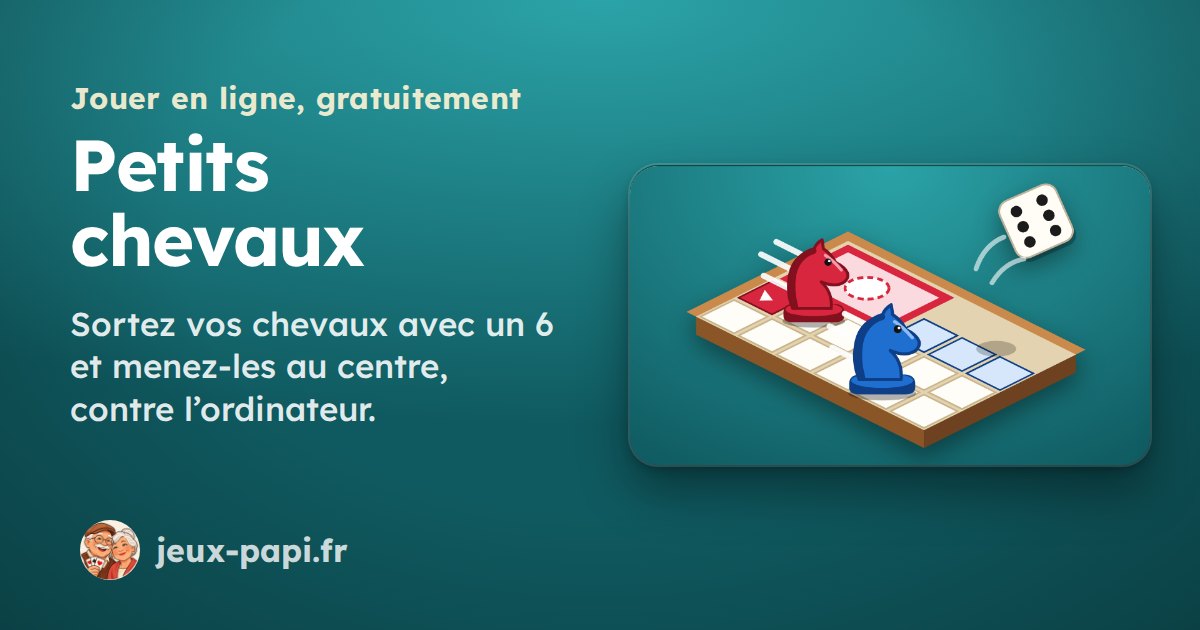 Jouer en ligne, gratuitement
Petits
chevaux
Sortez vos chevaux avec un 6
et menez-les au centre,
contre l’ordinateur.
jeux-papi.fr